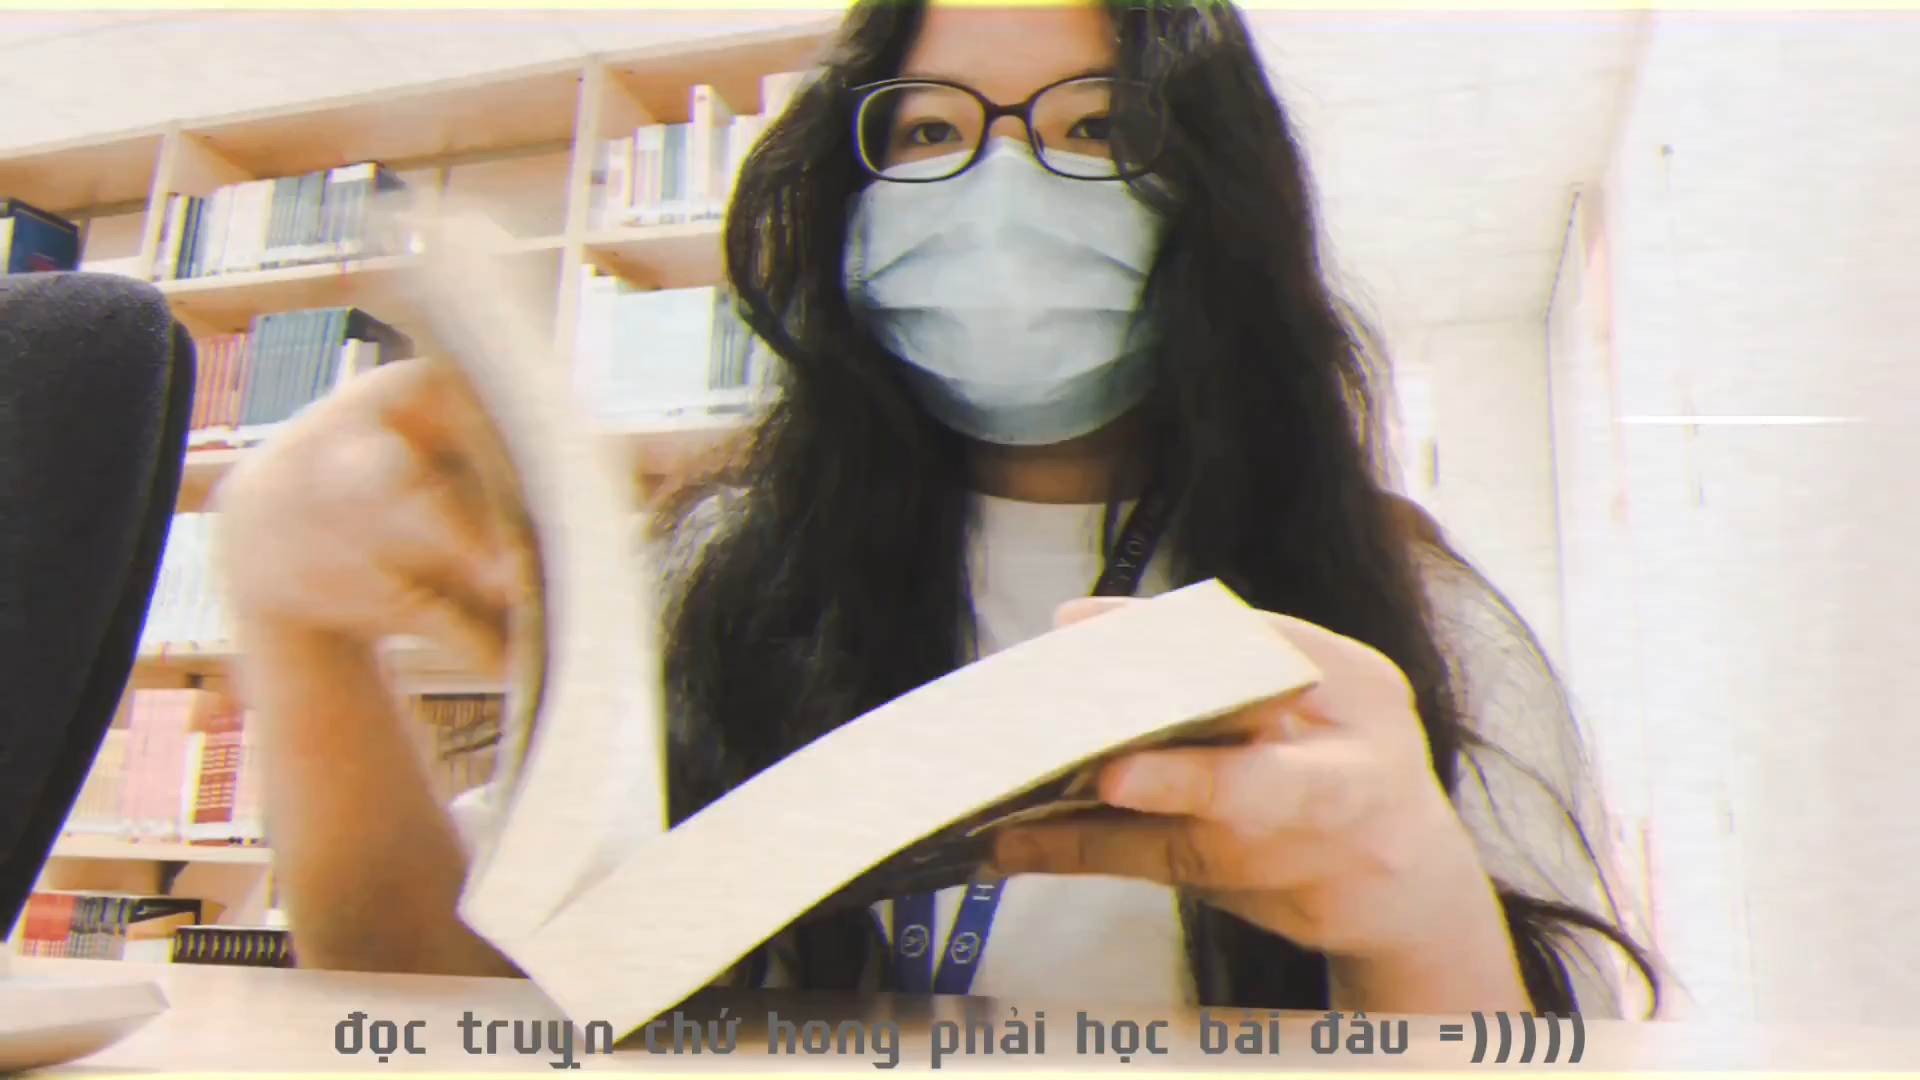 đọc truyện chứ hong phải học bài đâu =)))))